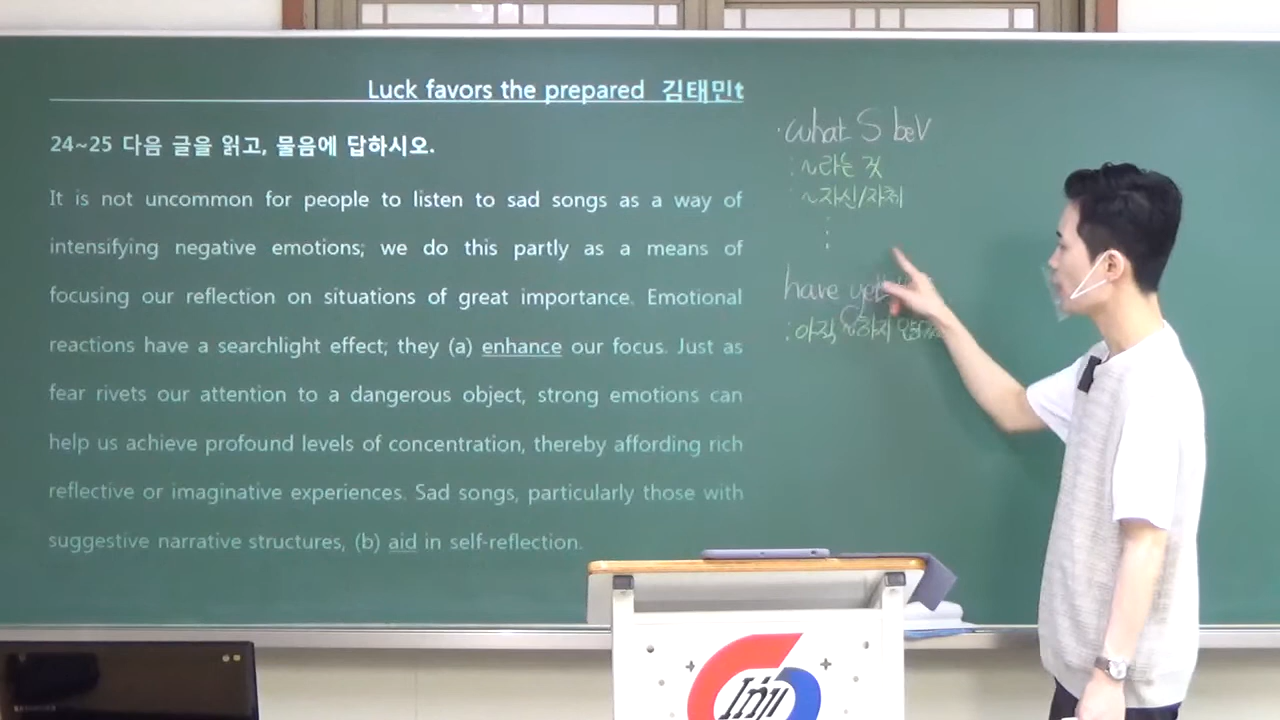 Luck favors the prepared 김태민t
24~25 다음 글을 읽고, 물음에 답하시오.
It is not uncommon for people to listen to sad songs as a way of
intensifying negative emotions; we do this partly as a means of
focusing our reflection on situations of great importance. Emotional
reactions have a searchlight effect; they (a) enhance our focus. Just as
fear rivets our attention to a dangerous object, strong emotions can
help us achieve profound levels of concentration, thereby affording rich
reflective or imaginative experiences. Sad songs, particularly those with
suggestive narrative structures, (b) aid in self-reflection.
·what S beV
: ~라는 것
~자신/자체
have yet
: 아직, ~하지